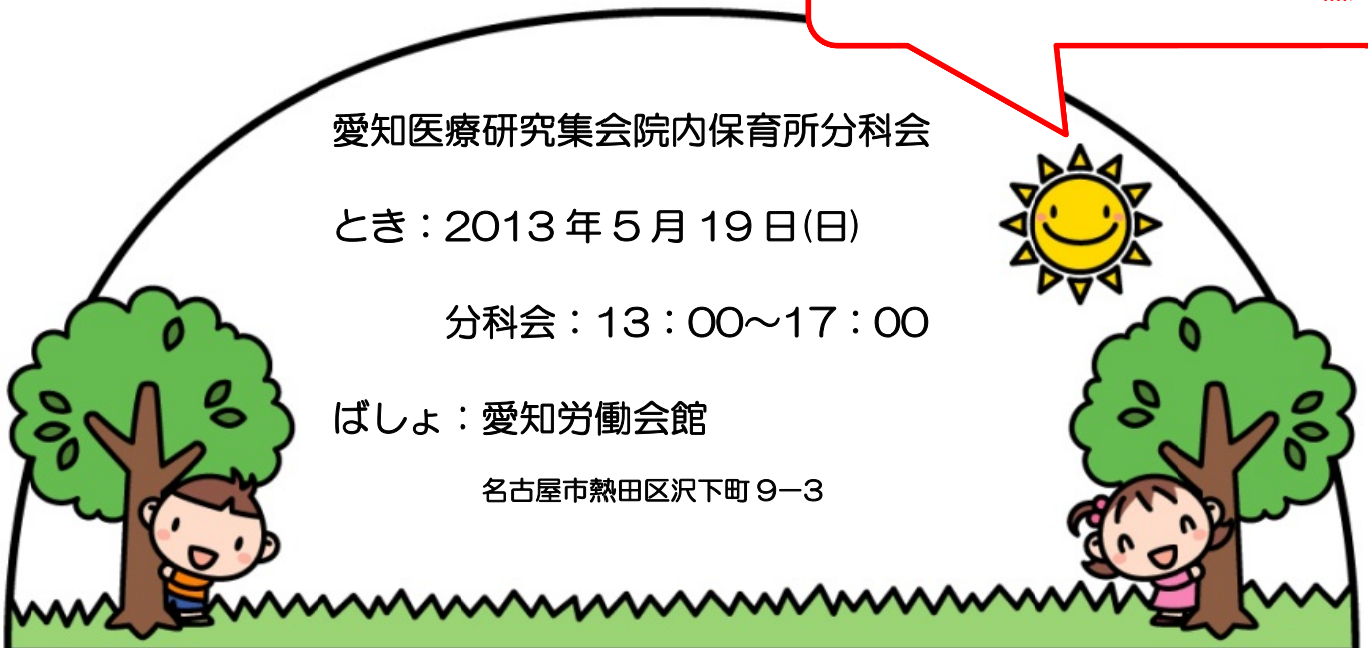 愛知医療研究集会院内保育所分科会
とき：2013年5月19日(日)
分科会：13：00～17：00
ばしょ：愛知労働会館
名古屋市熱田区沢下町9－3